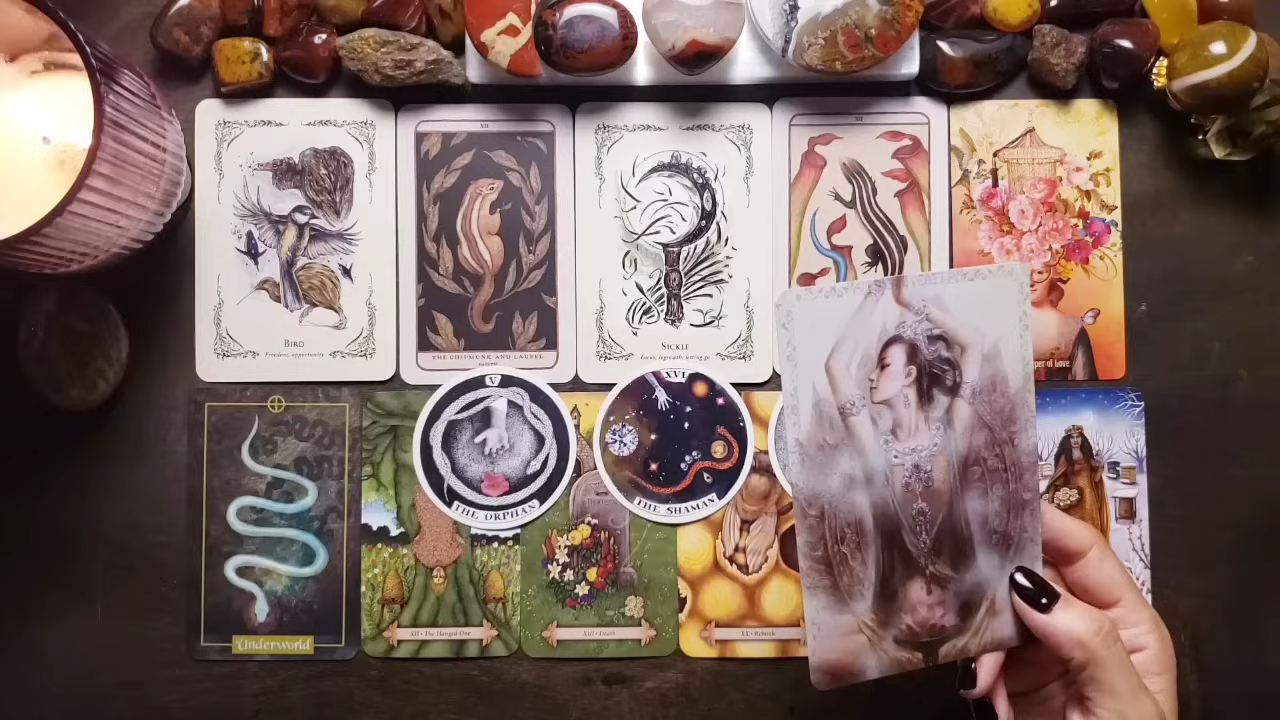 BIRD
Freedom, opportunity
XII
THE CHIPMUNK AND LAUREL
SICKLE
Focus, regrowth, letting go
XII
per of Love
Underworld
XII • The Hanged One
V
THE ORPHAN
XIII • Death
XVI
THE SHAMAN
XX • Rebirth